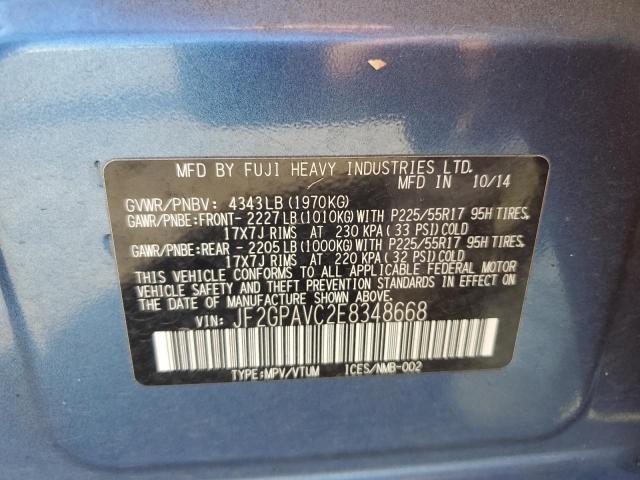 MFD BY FUJI HEAVY INDUSTRIES LTD.
MFD IN 10/14
GVWR/PNBV: 4343LB (1970KG)
GAWR/PNBE:FRONT- 2227LB (1010KG) WITH P225/55R17 95H TIRES,
17X7J RIMS AT 230 KPA (33 PSI) COLD
GAWR/PNBE:REAR - 2205LB (1000KG) WITH P225/55R17 95H TIRES,
17X7J RIMS AT 220 KPA (32 PSI) COLD
THIS VEHICLE CONFORMS TO ALL APPLICABLE FEDERAL MOTOR
VEHICLE SAFETY AND THEFT PREVENTION STANDARDS IN EFFECT ON
THE DATE OF MANUFACTURE SHOWN ABOVE.
VIN: JF2GPAVC2E8348668
TYPE:MPV/VTUM ICES/NMB-002